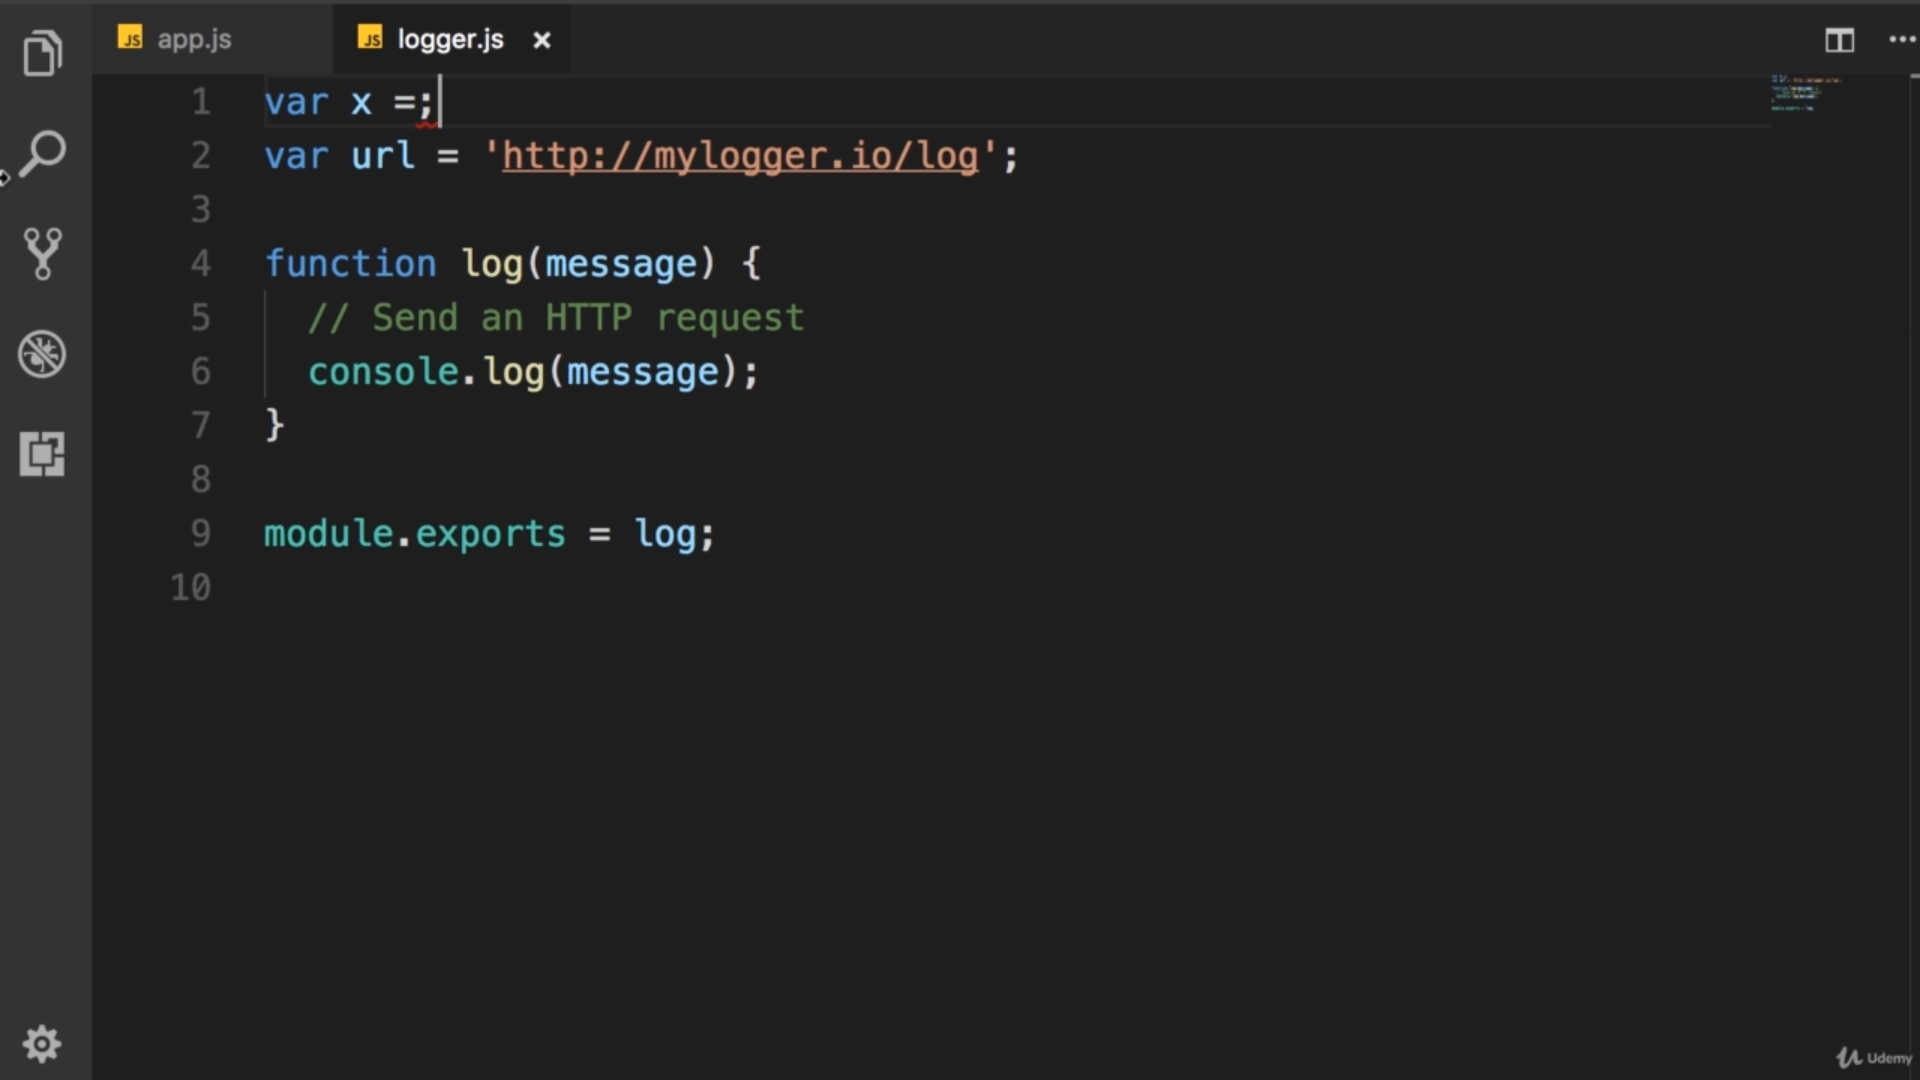 JS app.js JS logger.js ×
1 var x =;
2 var url = 'http://mylogger.io/log';
3
4 function log(message) {
5 // Send an HTTP request
6 console.log(message);
7 }
8
9 module.exports = log;
10
Udemy